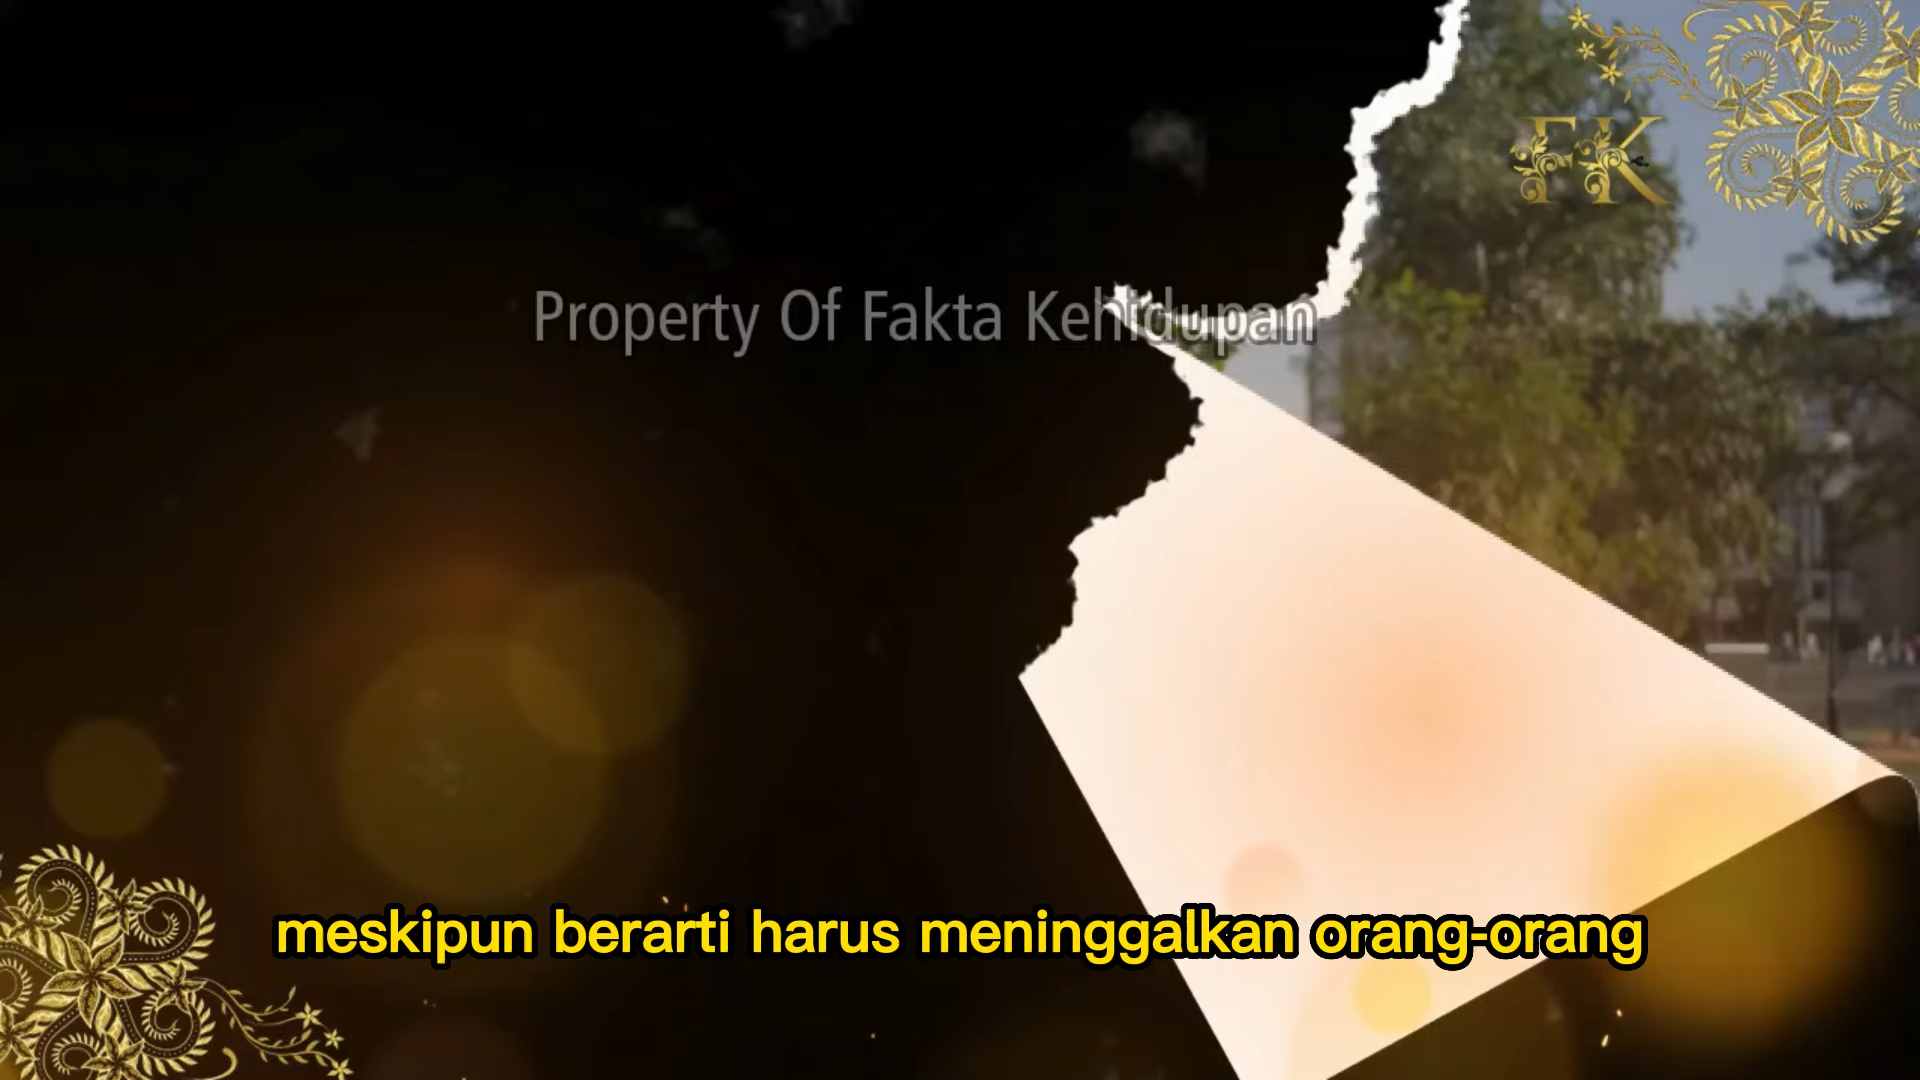 FK
Property Of Fakta Kehidupan
meskipun berarti harus meninggalkan orang-orang